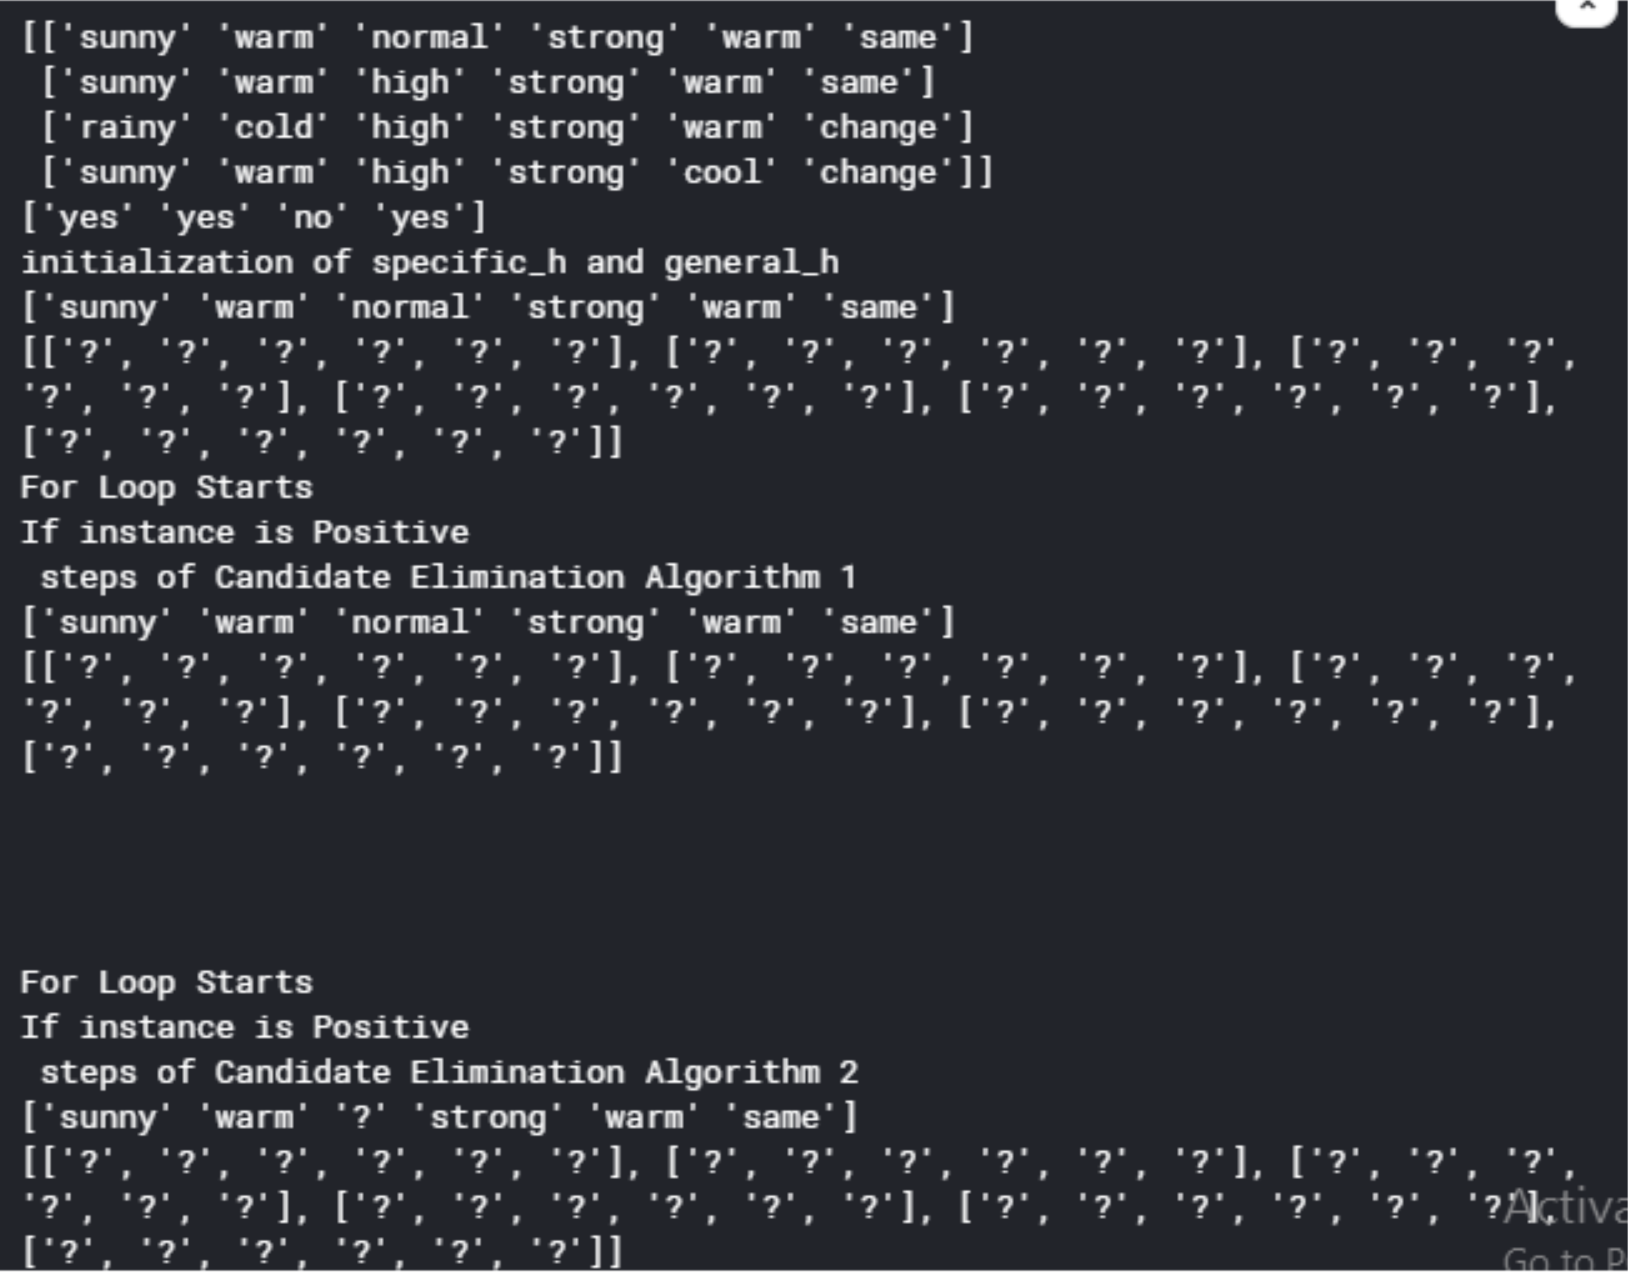 [['sunny' 'warm' 'normal' 'strong' 'warm' 'same']
 ['sunny' 'warm' 'high' 'strong' 'warm' 'same']
 ['rainy' 'cold' 'high' 'strong' 'warm' 'change']
 ['sunny' 'warm' 'high' 'strong' 'cool' 'change']]
['yes' 'yes' 'no' 'yes']
initialization of specific_h and general_h
['sunny' 'warm' 'normal' 'strong' 'warm' 'same']
[['?', '?', '?', '?', '?', '?'], ['?', '?', '?', '?', '?', '?'], ['?', '?', '?',
'?', '?', '?'], ['?', '?', '?', '?', '?', '?'], ['?', '?', '?', '?', '?', '?'],
['?', '?', '?', '?', '?', '?']]
For Loop Starts
If instance is Positive
 steps of Candidate Elimination Algorithm 1
['sunny' 'warm' 'normal' 'strong' 'warm' 'same']
[['?', '?', '?', '?', '?', '?'], ['?', '?', '?', '?', '?', '?'], ['?', '?', '?',
'?', '?', '?'], ['?', '?', '?', '?', '?', '?'], ['?', '?', '?', '?', '?', '?'],
['?', '?', '?', '?', '?', '?']]
For Loop Starts
If instance is Positive
 steps of Candidate Elimination Algorithm 2
['sunny' 'warm' '?' 'strong' 'warm' 'same']
[['?', '?', '?', '?', '?', '?'], ['?', '?', '?', '?', '?', '?'], ['?', '?', '?',
'?', '?', '?'], ['?', '?', '?', '?', '?', '?'], ['?', '?', '?', '?', '?', '?'],
['?', '?', '?', '?', '?', '?']]
Activa
Go to P